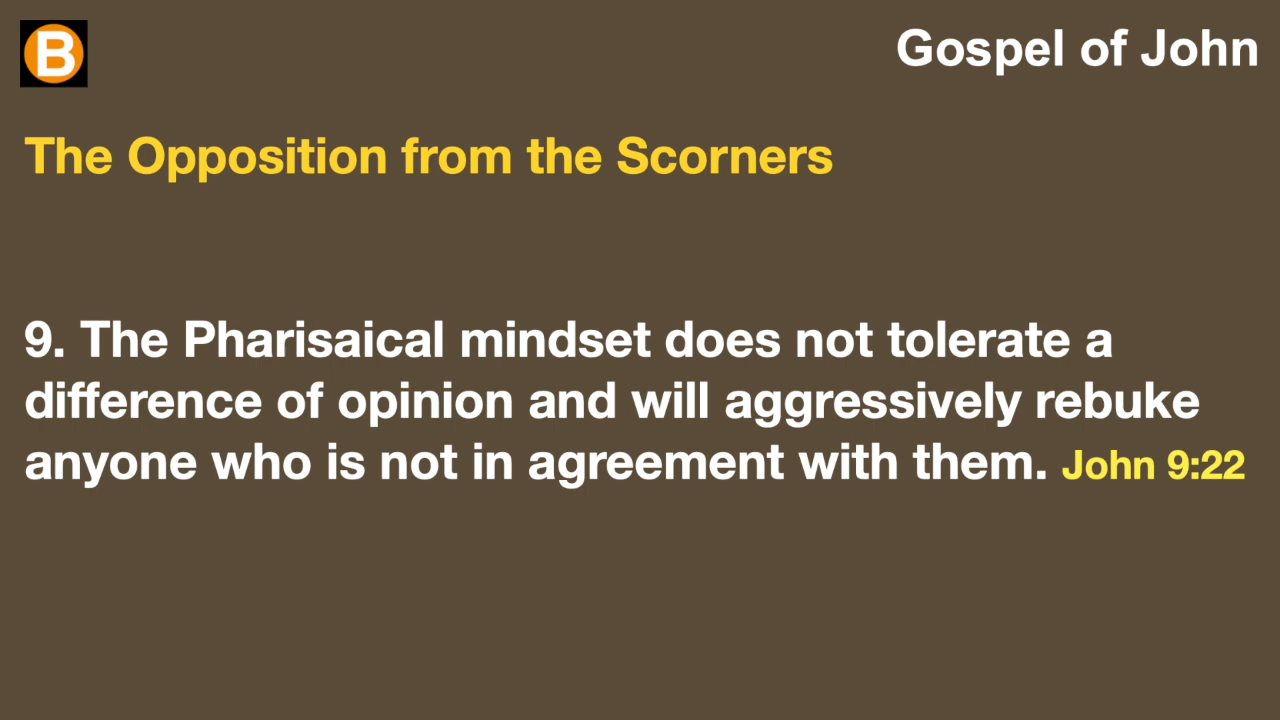 B
Gospel of John
The Opposition from the Scorners
9. The Pharisaical mindset does not tolerate a
difference of opinion and will aggressively rebuke
anyone who is not in agreement with them. John 9:22